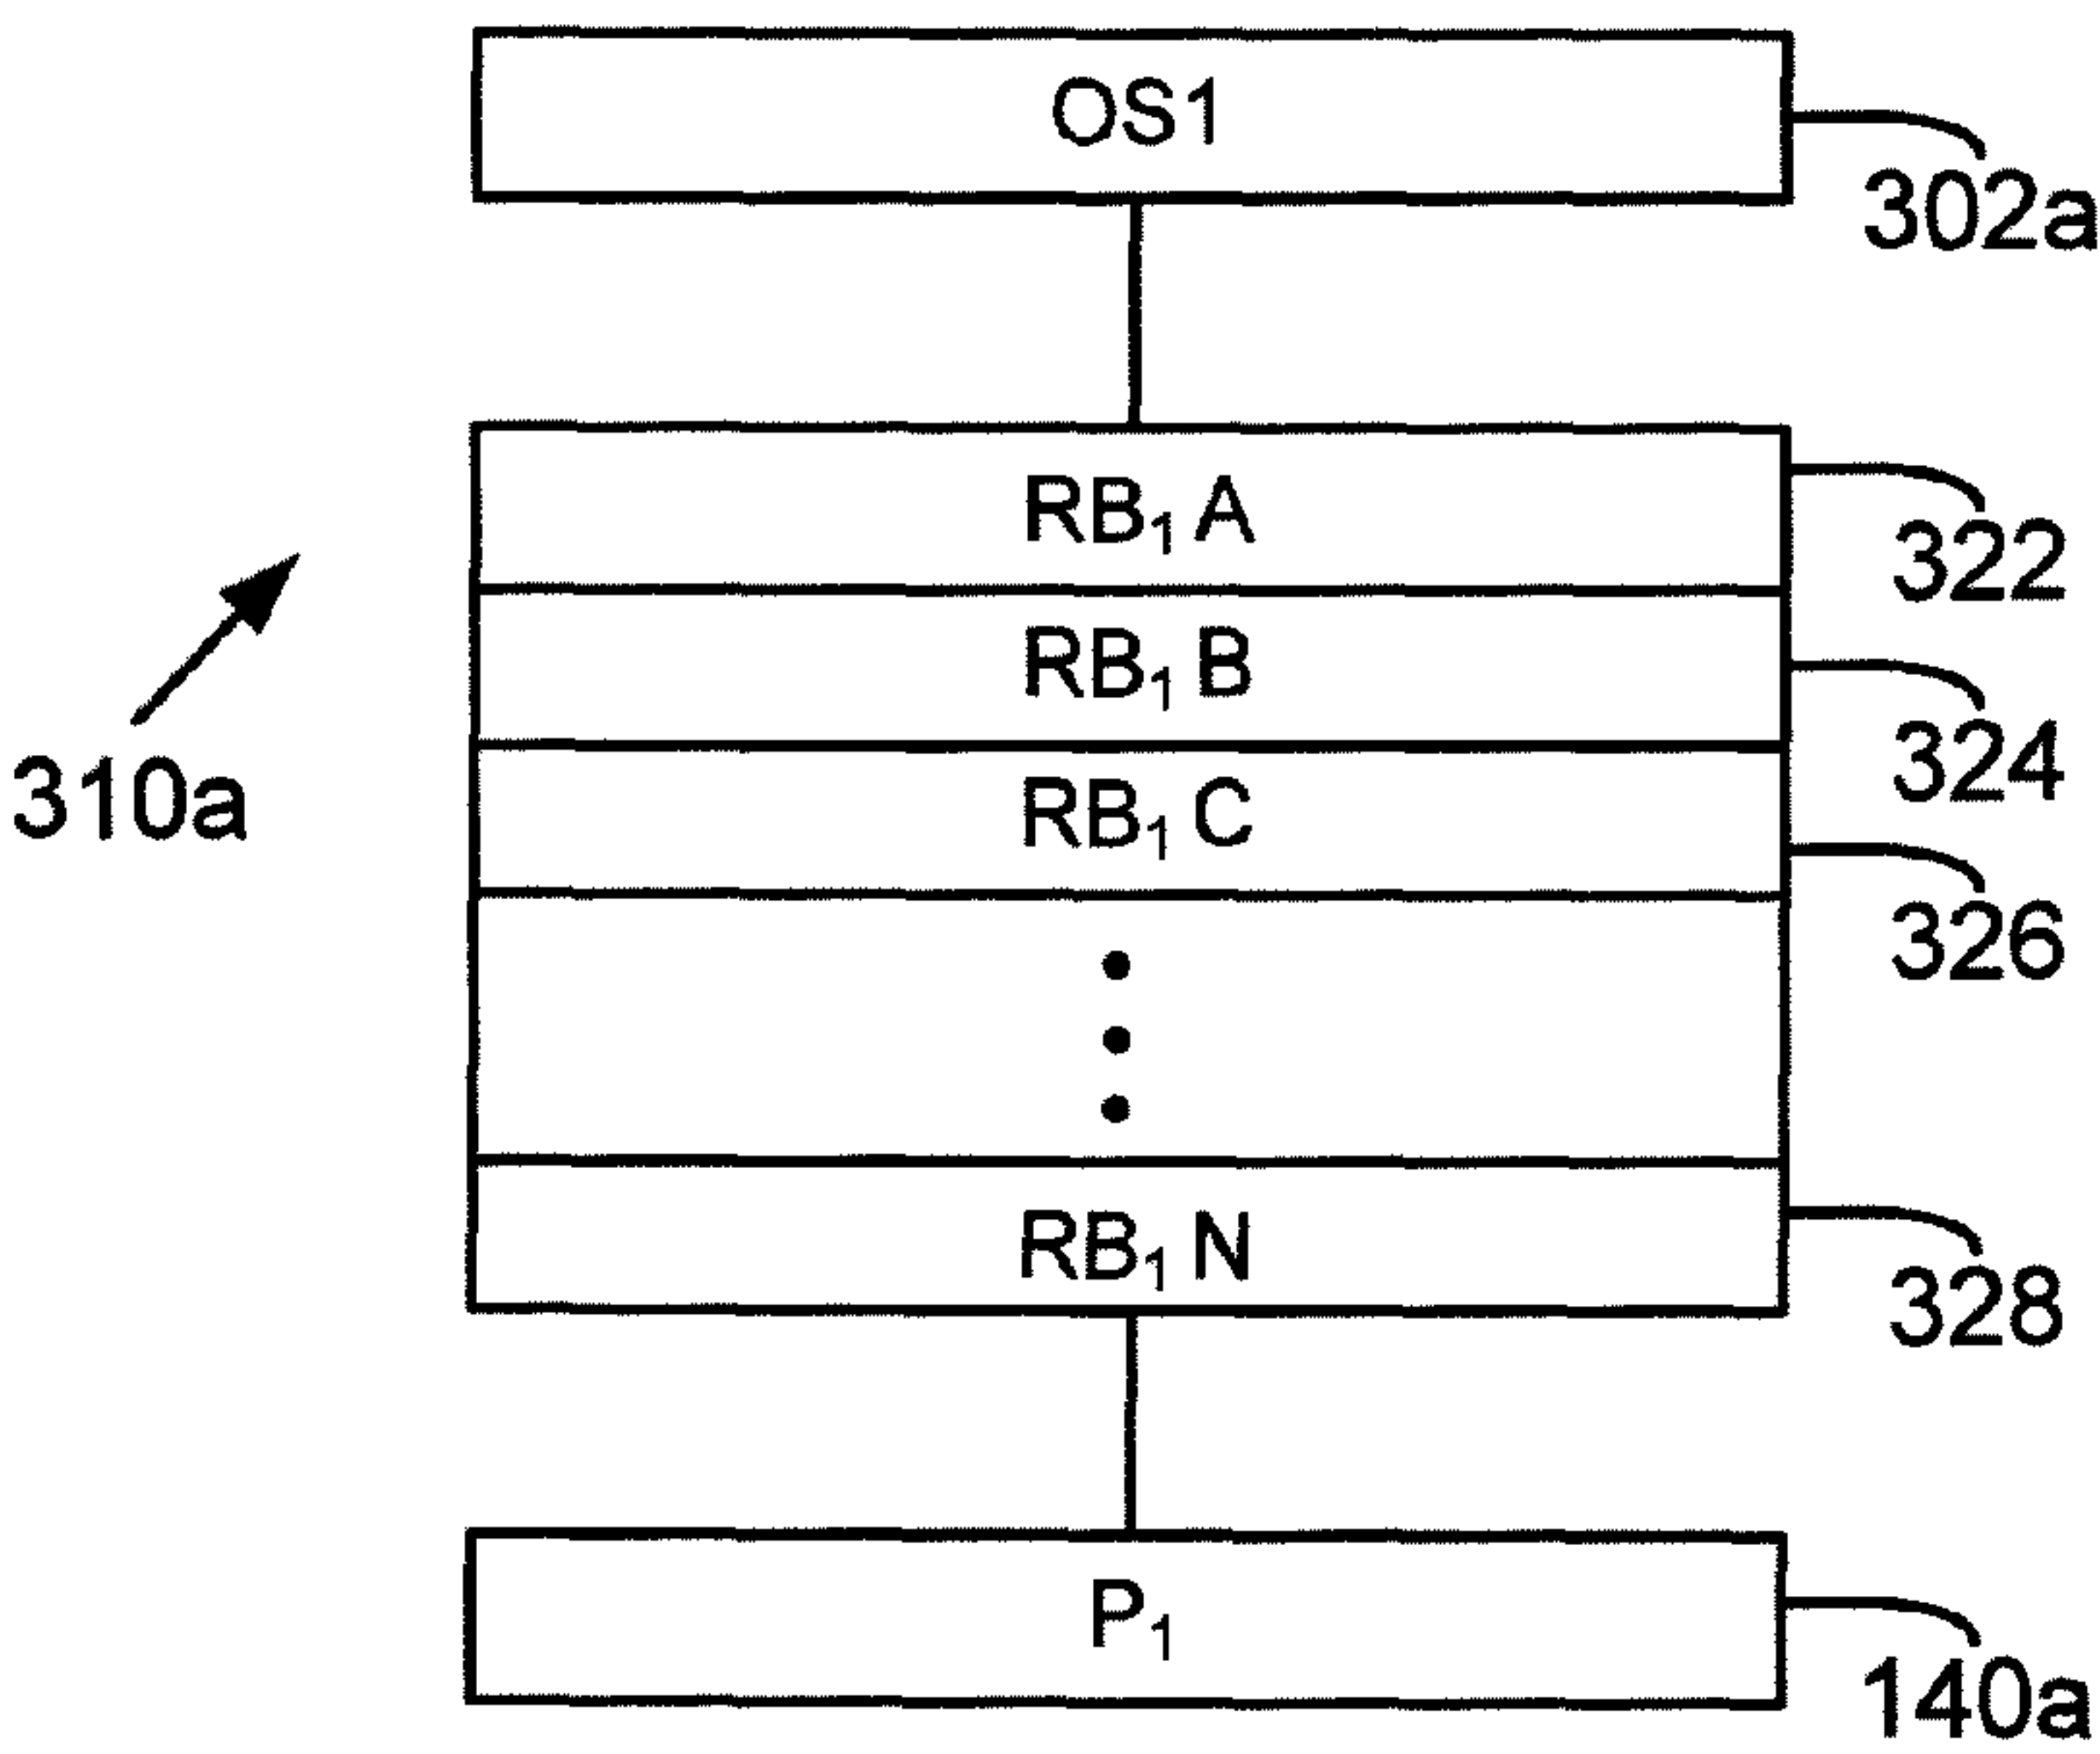 OS1
302a
RB₁ A
322
RB₁ B
324
310a
RB₁ C
326
RB₁ N
328
P₁
140a